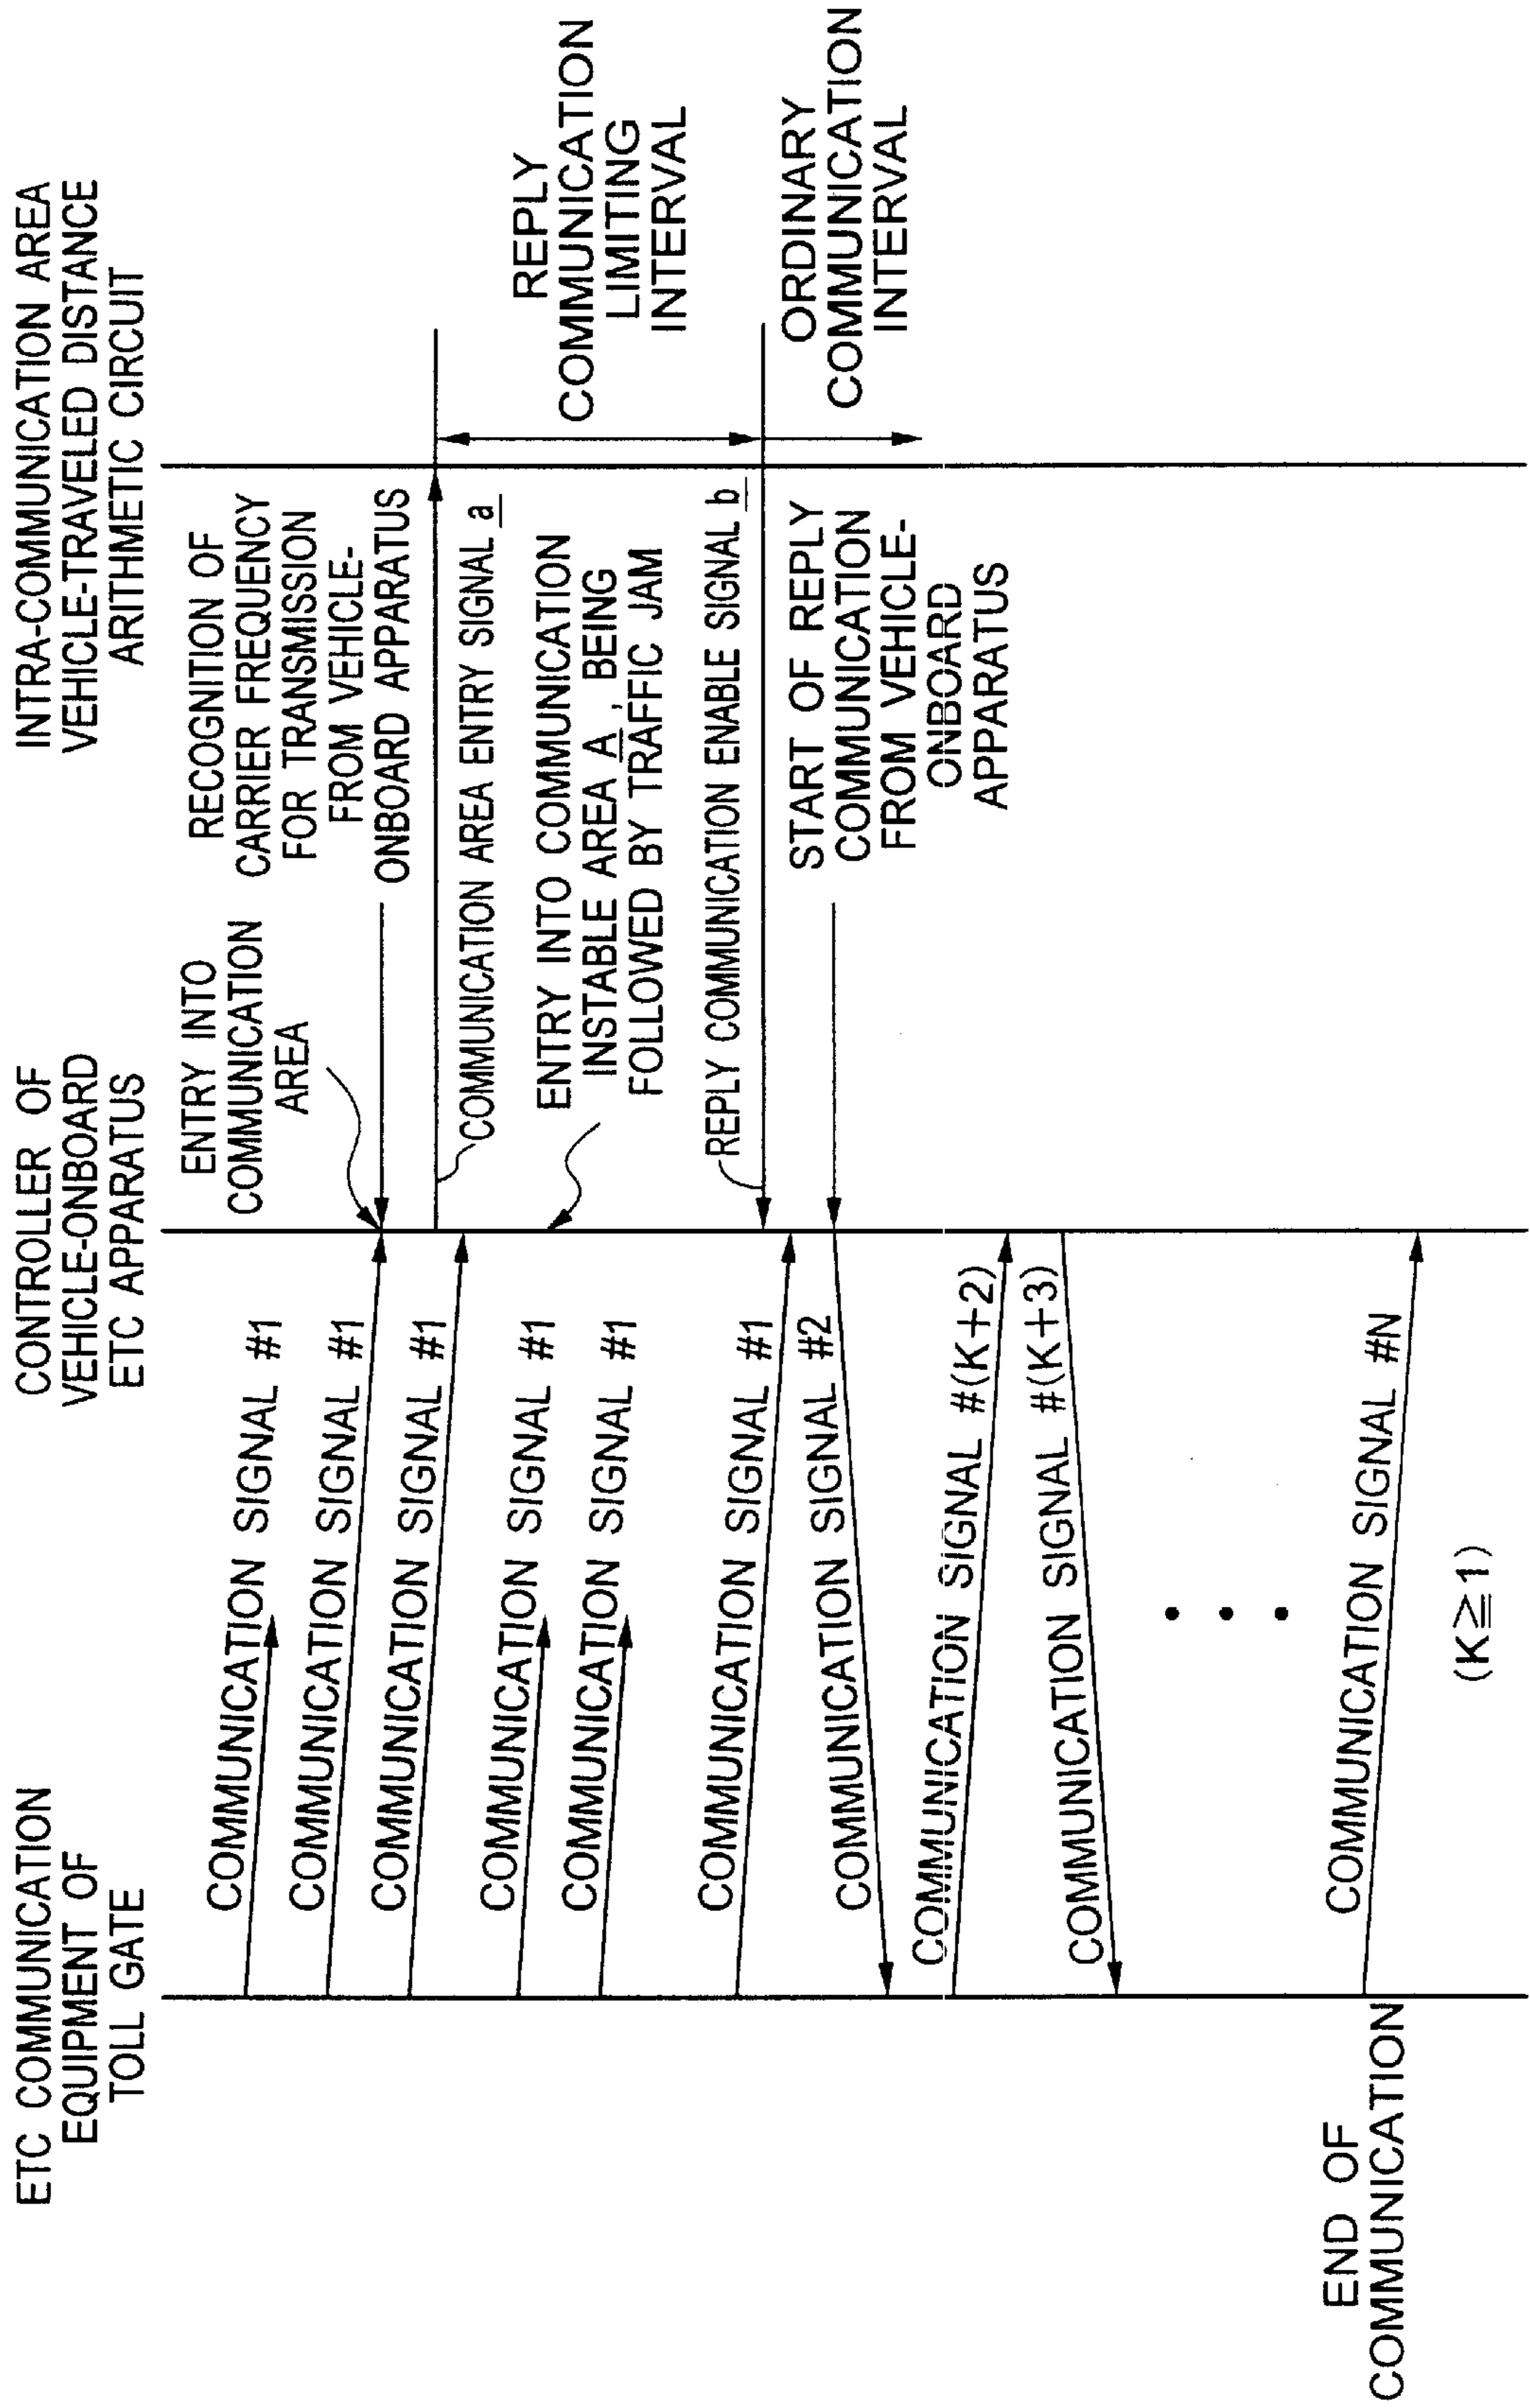 ETC COMMUNICATION
EQUIPMENT OF
TOLL GATE
CONTROLLER OF
VEHICLE-ONBOARD
ETC APPARATUS
INTRA-COMMUNICATION AREA
VEHICLE-TRAVELED DISTANCE
ARITHMETIC CIRCUIT
COMMUNICATION SIGNAL #1
COMMUNICATION SIGNAL #1
COMMUNICATION SIGNAL #1
COMMUNICATION SIGNAL #1
COMMUNICATION SIGNAL #1
COMMUNICATION SIGNAL #1
COMMUNICATION SIGNAL #2
COMMUNICATION SIGNAL #(K+2)
COMMUNICATION SIGNAL #(K+3)
COMMUNICATION SIGNAL #N
(K≧1)
END OF
COMMUNICATION
ENTRY INTO
COMMUNICATION
AREA
RECOGNITION OF
CARRIER FREQUENCY
FOR TRANSMISSION
FROM VEHICLE-
ONBOARD APPARATUS
COMMUNICATION AREA ENTRY SIGNAL a
ENTRY INTO COMMUNICATION
INSTABLE AREA A, BEING
FOLLOWED BY TRAFFIC JAM
REPLY COMMUNICATION ENABLE SIGNAL b
START OF REPLY
COMMUNICATION
FROM VEHICLE-
ONBOARD
APPARATUS
REPLY
COMMUNICATION
LIMITING
INTERVAL
ORDINARY
COMMUNICATION
INTERVAL